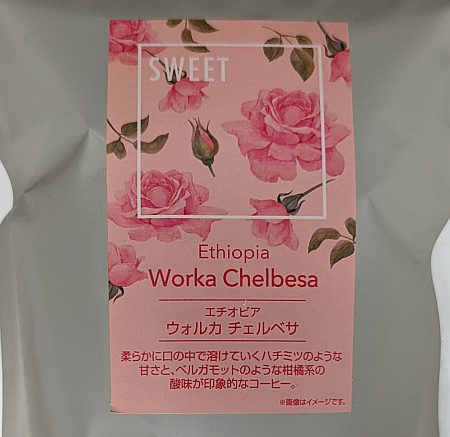 SWEET
Ethiopia
Worka Chelbesa
エチオピア
ウォルカ チェルベサ
柔らかに口の中で溶けていくハチミツのような
甘さと、ベルガモットのような柑橘系の
酸味が印象的なコーヒー。
※画像はイメージです。